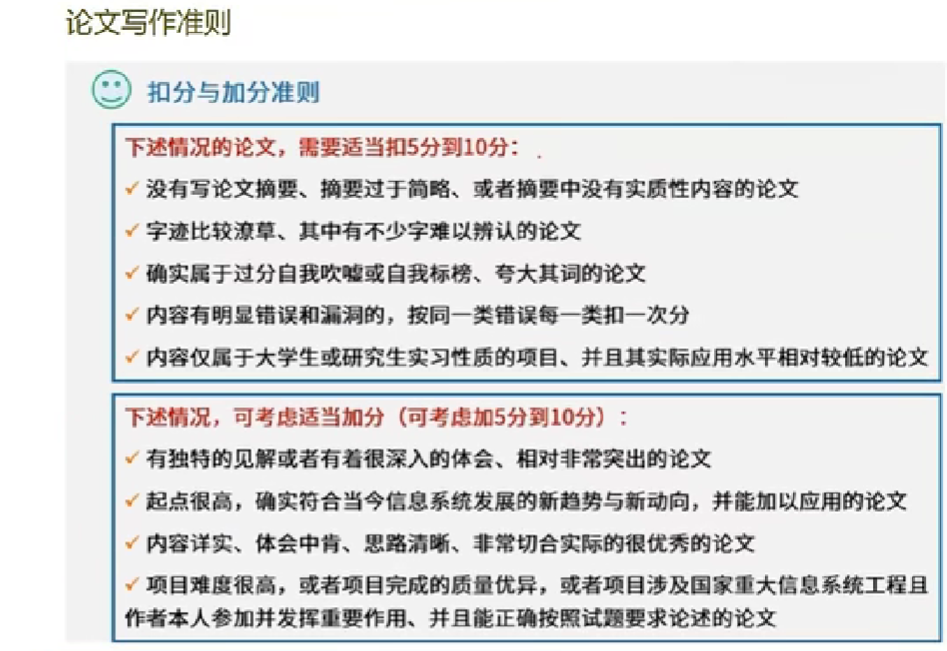 论文写作准则
扣分与加分准则
下述情况的论文，需要适当扣5分到10分：
✓ 没有写论文摘要、摘要过于简略、或者摘要中没有实质性内容的论文
✓ 字迹比较潦草、其中有不少字难以辨认的论文
✓ 确实属于过分自我吹嘘或自我标榜、夸大其词的论文
✓ 内容有明显错误和漏洞的，按同一类错误每一类扣一次分
✓ 内容仅属于大学生或研究生实习性质的项目、并且其实际应用水平相对较低的论文
下述情况，可考虑适当加分（可考虑加5分到10分）：
✓ 有独特的见解或者有着很深入的体会、相对非常突出的论文
✓ 起点很高，确实符合当今信息系统发展的新趋势与新动向，并能加以应用的论文
✓ 内容详实、体会中肯、思路清晰、非常切合实际的很优秀的论文
✓ 项目难度很高，或者项目完成的质量优异，或者项目涉及国家重大信息系统工程且
作者本人参加并发挥重要作用、并且能正确按照试题要求论述的论文